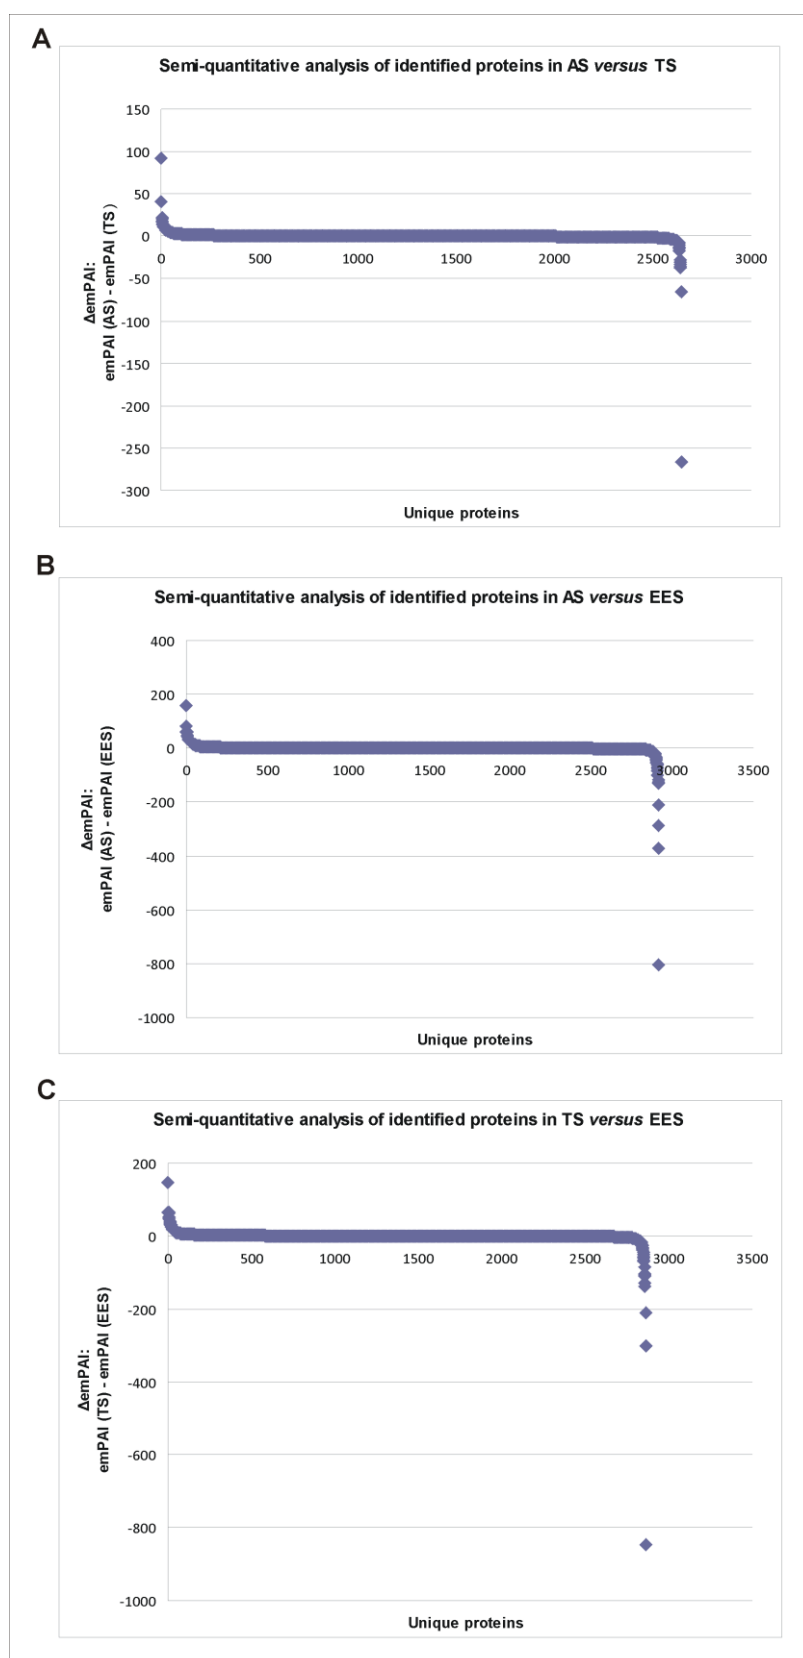 A
Semi-quantitative analysis of identified proteins in AS versus TS
150
100
50
0
-50
-100
-150
-200
-250
-300
0 500 1000 1500 2000 2500 3000
ΔemPAI:
emPAI (AS) - emPAI (TS)
Unique proteins
B
Semi-quantitative analysis of identified proteins in AS versus EES
400
200
0
-200
-400
-600
-800
-1000
0 500 1000 1500 2000 2500 3000 3500
ΔemPAI:
emPAI (AS) - emPAI (EES)
Unique proteins
C
Semi-quantitative analysis of identified proteins in TS versus EES
200
0
-200
-400
-600
-800
-1000
0 500 1000 1500 2000 2500 3000 3500
ΔemPAI:
emPAI (TS) - emPAI (EES)
Unique proteins